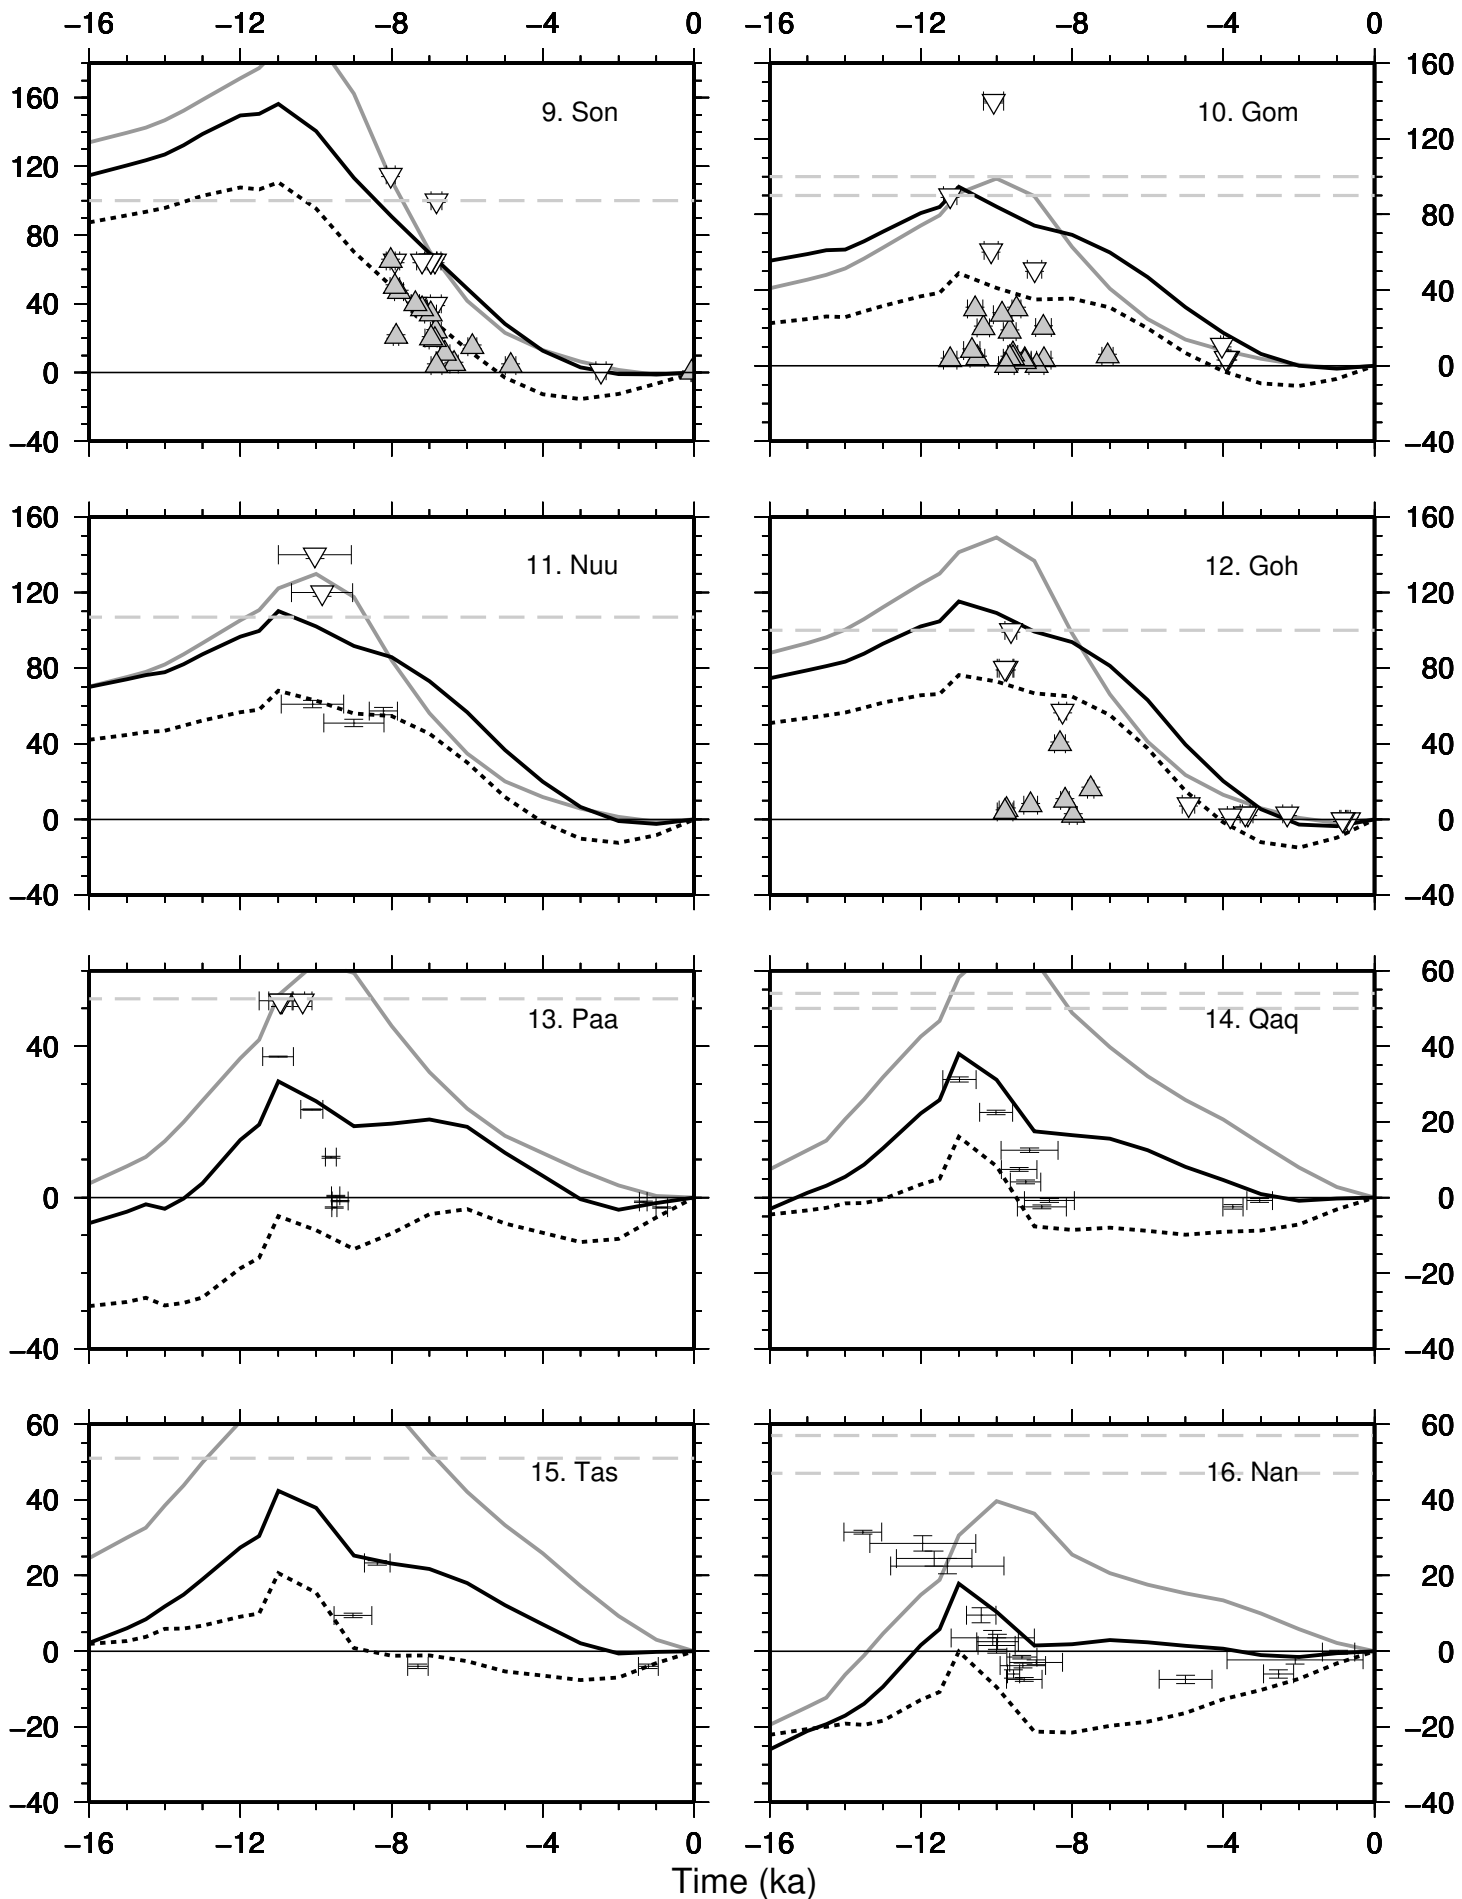 −16 −12 −8 −4 0 −16 −12 −8 −4 0
160 120 80 40 0 −40
9. Son
160 120 80 40 0 −40
10. Gom
160 120 80 40 0 −40
11. Nuu
160 120 80 40 0 −40
12. Goh
40 0 −40
13. Paa
60 40 20 0 −20 −40
14. Qaq
60 40 20 0 −20 −40
15. Tas
60 40 20 0 −20 −40
16. Nan
−16 −12 −8 −4 0 −16 −12 −8 −4 0
Time (ka)